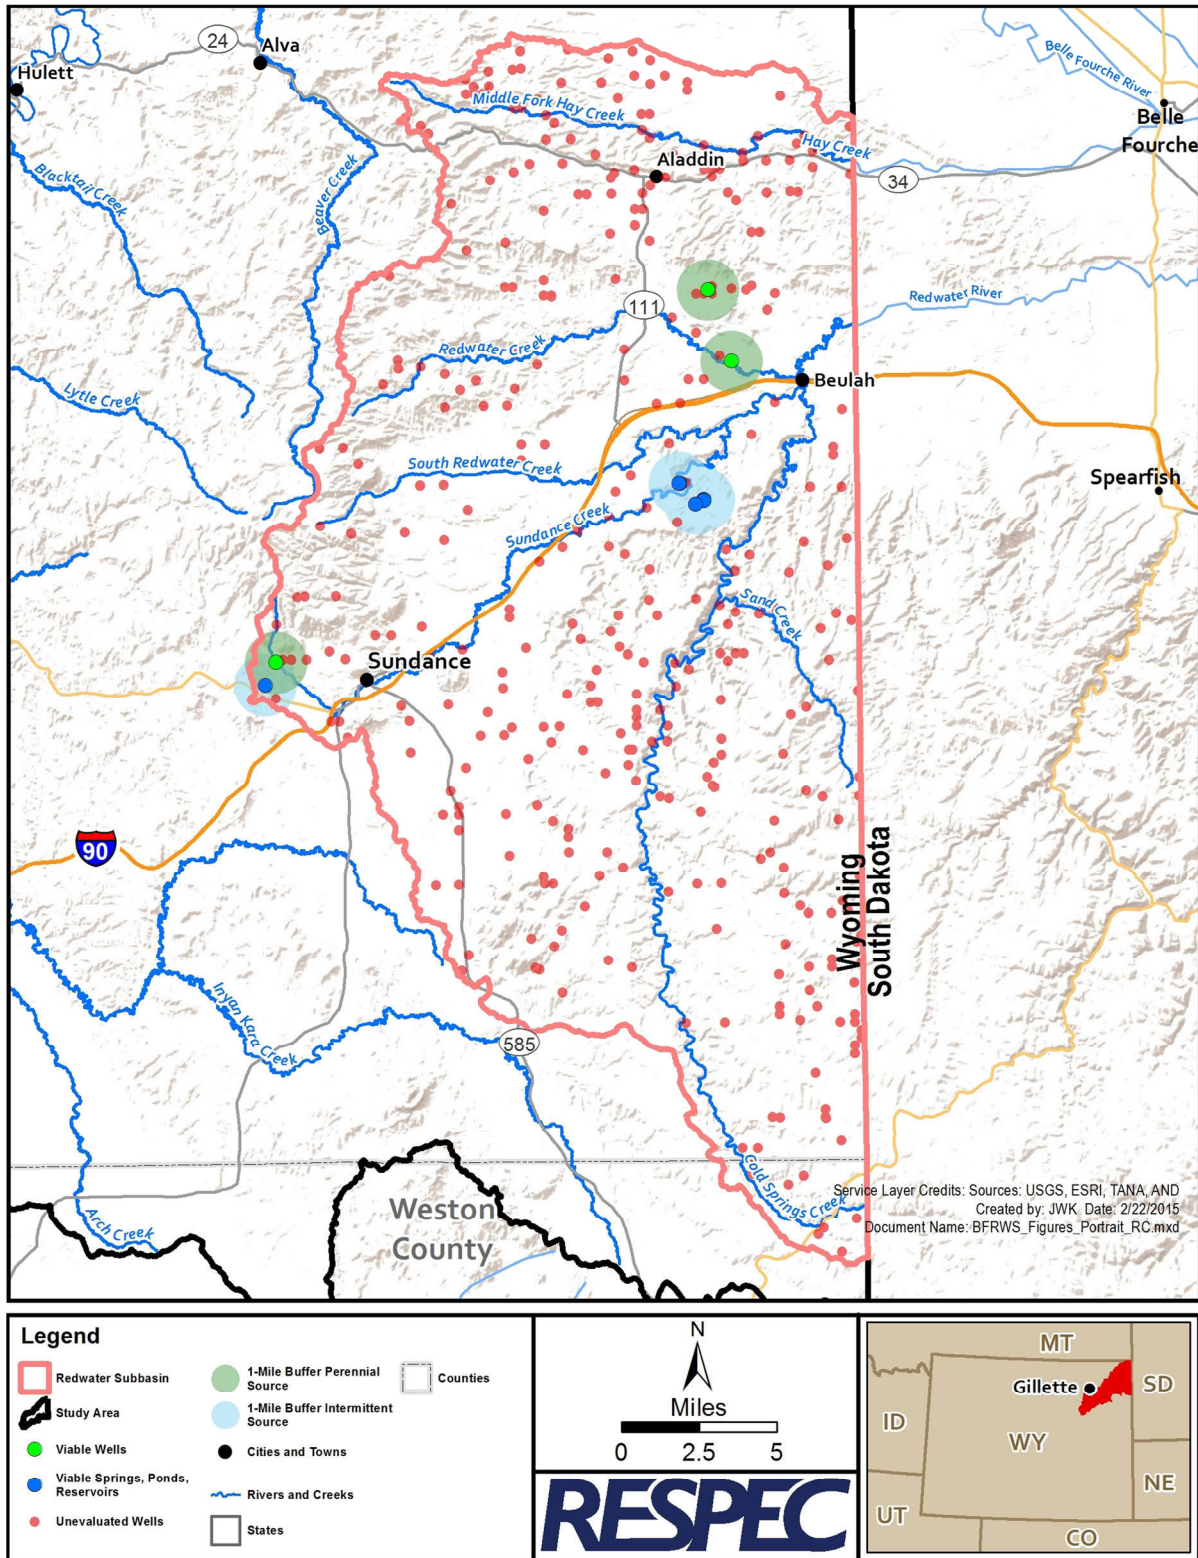 24
Alva
Hulett
Belle Fourche River
Belle
Fourche
Middle Fork Hay Creek
Hay Creek
Aladdin
34
Blacktail Creek
Beaver Creek
111
Redwater River
Redwater Creek
Beulah
Lytle Creek
South Redwater Creek
Spearfish
Sundance Creek
Sand Creek
Sundance
90
Wyoming
South Dakota
Inyan Kara Creek
585
Cold Springs Creek
Weston
County
Arch Creek
Service Layer Credits: Sources: USGS, ESRI, TANA, AND
Created by: JWK Date: 2/22/2015
Document Name: BFRWS_Figures_Portrait_RC.mxd
Legend
Redwater Subbasin
Study Area
Viable Wells
Viable Springs, Ponds,
Reservoirs
Unevaluated Wells
1-Mile Buffer Perennial
Source
1-Mile Buffer Intermittent
Source
Cities and Towns
Rivers and Creeks
States
Counties
N
Miles
0 2.5 5
RESPEC
MT
Gillette
SD
ID
WY
NE
UT
CO